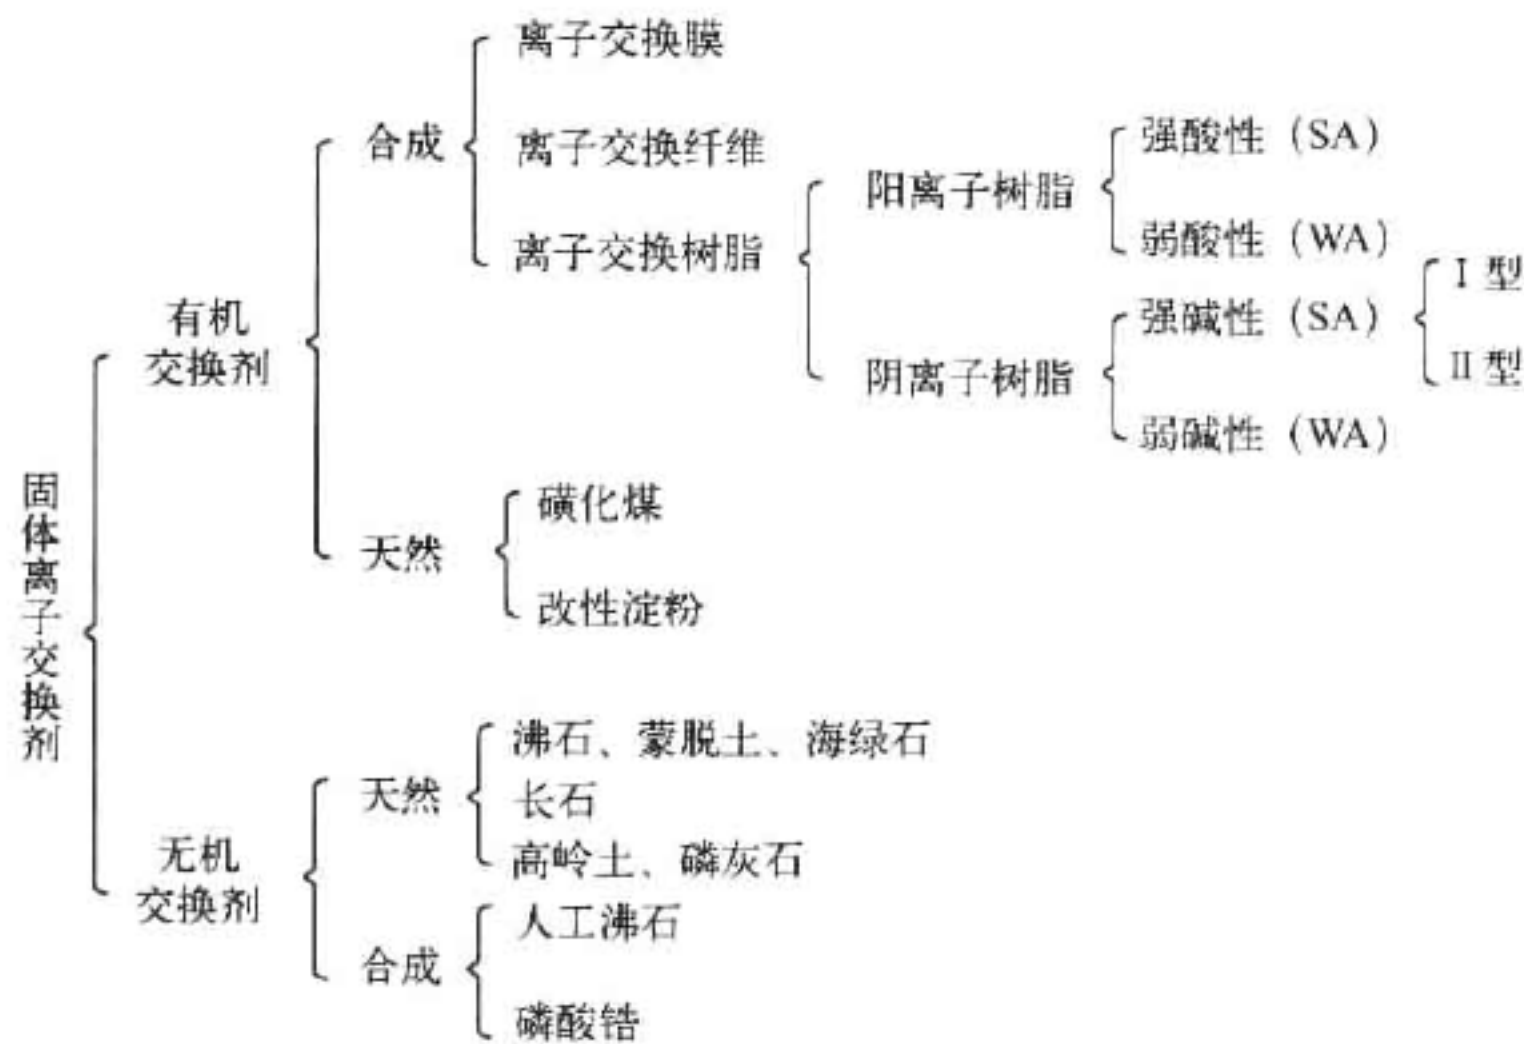 固体离子交换剂
有机
交换剂
合成
离子交换膜
离子交换纤维
离子交换树脂
阳离子树脂
强酸性（SA）
弱酸性（WA）
阴离子树脂
强碱性（SA）
I 型
II 型
弱碱性（WA）
天然
磺化煤
改性淀粉
无机
交换剂
天然
沸石、蒙脱土、海绿石
长石
高岭土、磷灰石
合成
人工沸石
磷酸锆